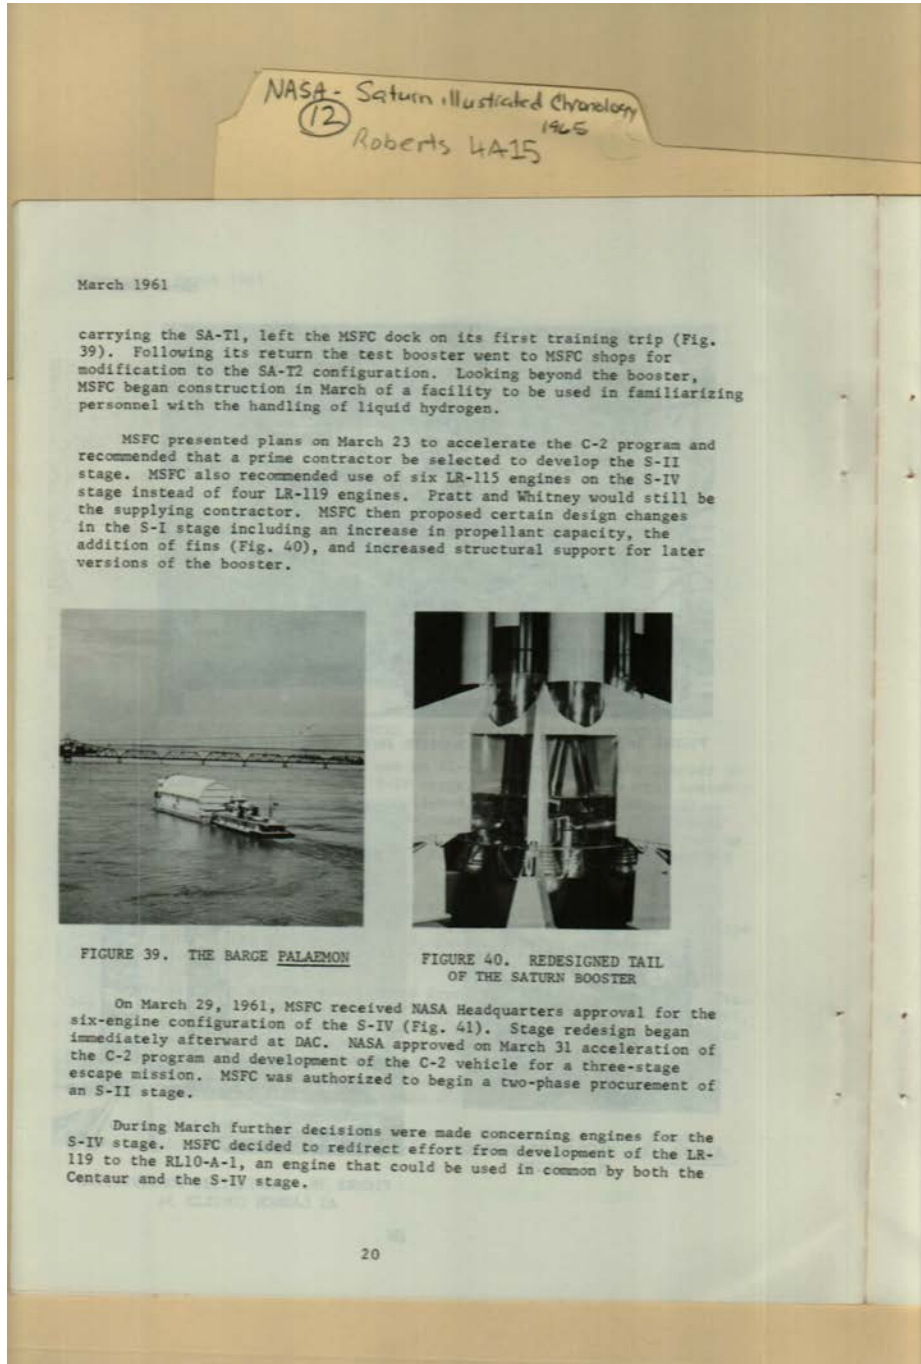 NASA - Saturn illustrated Chronology
12
1965
Roberts 4A15
March 1961
carrying the SA-T1, left the MSFC dock on its first training trip (Fig.
39). Following its return the test booster went to MSFC shops for
modification to the SA-T2 configuration. Looking beyond the booster,
MSFC began construction in March of a facility to be used in familiarizing
personnel with the handling of liquid hydrogen.
MSFC presented plans on March 23 to accelerate the C-2 program and
recommended that a prime contractor be selected to develop the S-II
stage. MSFC also recommended use of six LR-115 engines on the S-IV
stage instead of four LR-119 engines. Pratt and Whitney would still be
the supplying contractor. MSFC then proposed certain design changes
in the S-I stage including an increase in propellant capacity, the
addition of fins (Fig. 40), and increased structural support for later
versions of the booster.
FIGURE 39. THE BARGE PALAEMON
FIGURE 40. REDESIGNED TAIL
OF THE SATURN BOOSTER
On March 29, 1961, MSFC received NASA Headquarters approval for the
six-engine configuration of the S-IV (Fig. 41). Stage redesign began
immediately afterward at DAC. NASA approved on March 31 acceleration of
the C-2 program and development of the C-2 vehicle for a three-stage
escape mission. MSFC was authorized to begin a two-phase procurement of
an S-II stage.
During March further decisions were made concerning engines for the
S-IV stage. MSFC decided to redirect effort from development of the LR-
119 to the RL10-A-1, an engine that could be used in common by both the
Centaur and the S-IV stage.
20